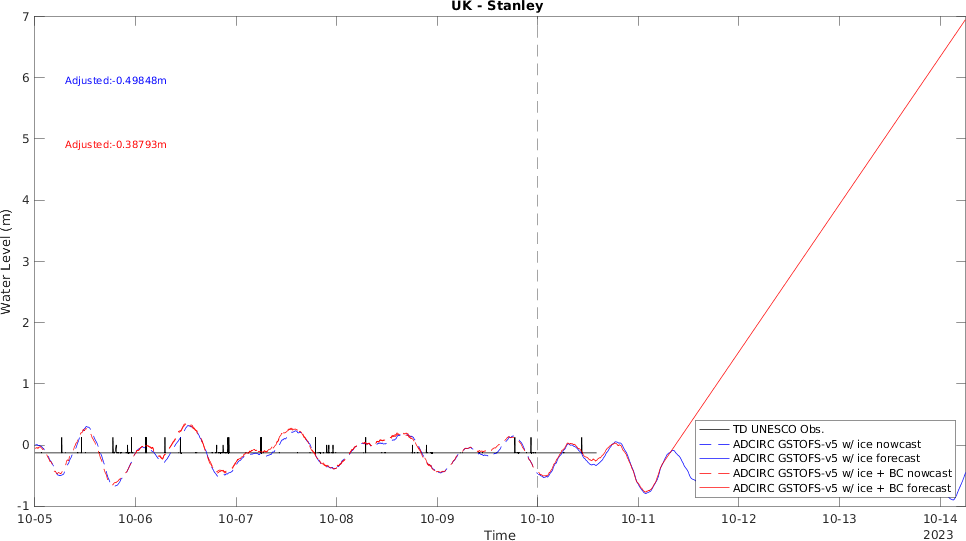 UK - Stanley
7
6
5
4
3
2
1
0
-1
Water Level (m)
Adjusted:-0.49848m
Adjusted:-0.38793m
TD UNESCO Obs.
ADCIRC GSTOFS-v5 w/ ice nowcast
ADCIRC GSTOFS-v5 w/ ice forecast
ADCIRC GSTOFS-v5 w/ ice + BC nowcast
ADCIRC GSTOFS-v5 w/ ice + BC forecast
10-05 10-06 10-07 10-08 10-09 10-10 10-11 10-12 10-13 10-14
2023
Time